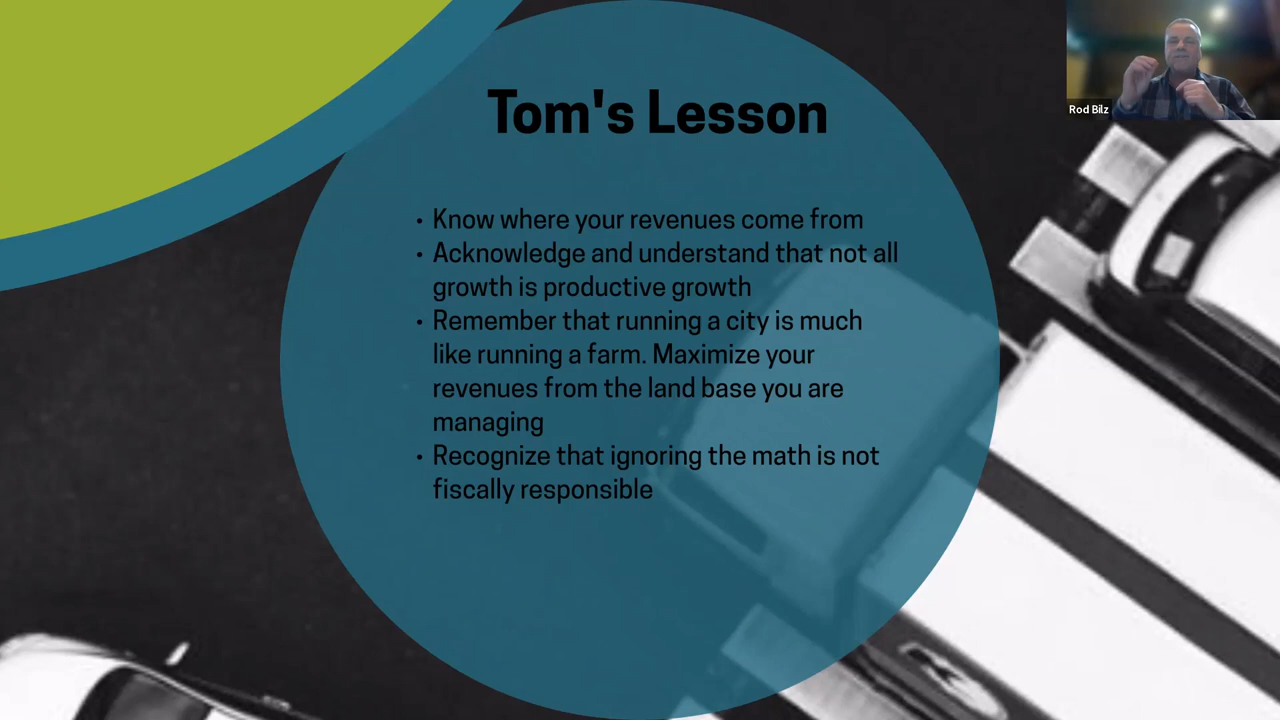 Tom's Lesson
Rod Bilz
• Know where your revenues come from
• Acknowledge and understand that not all
growth is productive growth
• Remember that running a city is much
like running a farm. Maximize your
revenues from the land base you are
managing
• Recognize that ignoring the math is not
fiscally responsible